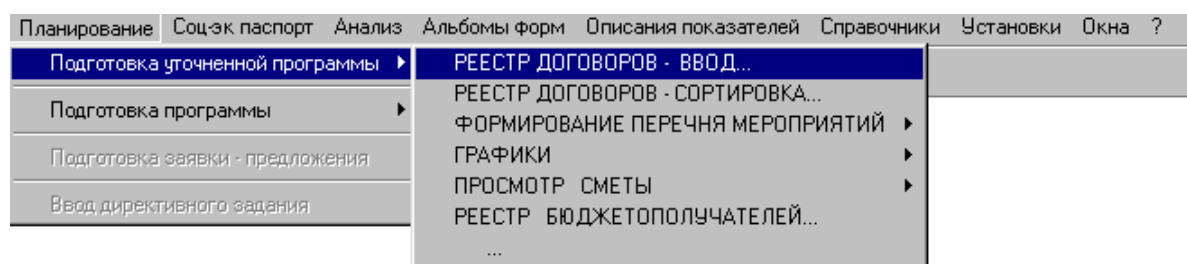 Планирование Соц-эк паспорт Анализ Альбомы форм Описания показателей Справочники Установки Окна ?
Подготовка уточненной программы
Подготовка программы
Подготовка заявки - предложения
Ввод директивного задания
РЕЕСТР ДОГОВОРОВ - ВВОД...
РЕЕСТР ДОГОВОРОВ - СОРТИРОВКА...
ФОРМИРОВАНИЕ ПЕРЕЧНЯ МЕРОПРИЯТИЙ
ГРАФИКИ
ПРОСМОТР СМЕТЫ
РЕЕСТР БЮДЖЕТОПОЛУЧАТЕЛЕЙ...
...